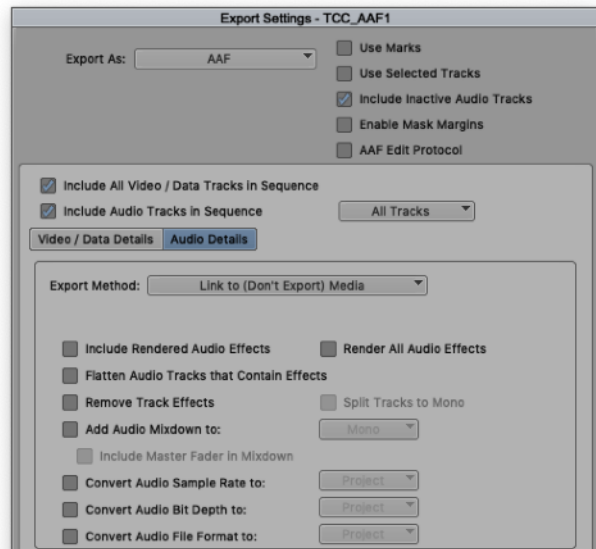 Export Settings - TCC_AAF1
Export As: AAF
Use Marks
Use Selected Tracks
Include Inactive Audio Tracks
Enable Mask Margins
AAF Edit Protocol
Include All Video / Data Tracks in Sequence
Include Audio Tracks in Sequence All Tracks
Video / Data Details Audio Details
Export Method: Link to (Don't Export) Media
Include Rendered Audio Effects Render All Audio Effects
Flatten Audio Tracks that Contain Effects
Remove Track Effects Split Tracks to Mono
Add Audio Mixdown to: Mono
Include Master Fader in Mixdown
Convert Audio Sample Rate to: Project
Convert Audio Bit Depth to: Project
Convert Audio File Format to: Project